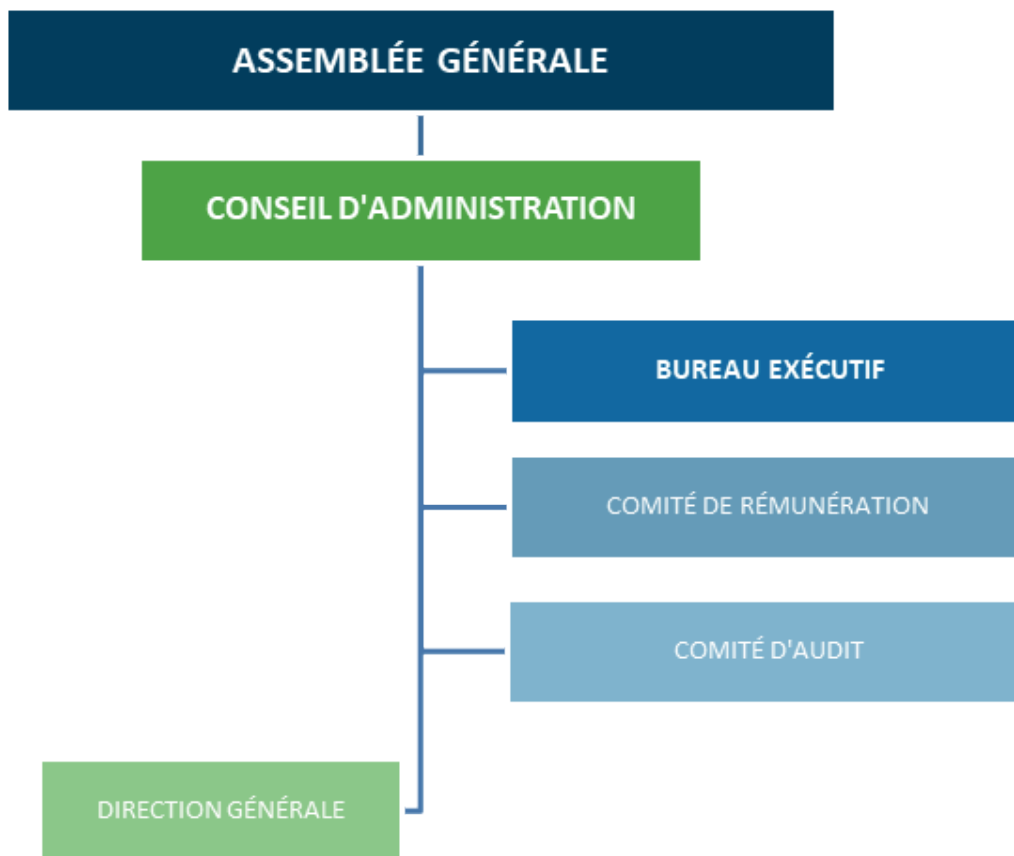 ASSEMBLÉE GÉNÉRALE
CONSEIL D'ADMINISTRATION
BUREAU EXÉCUTIF
COMITÉ DE RÉMUNÉRATION
COMITÉ D'AUDIT
DIRECTION GÉNÉRALE